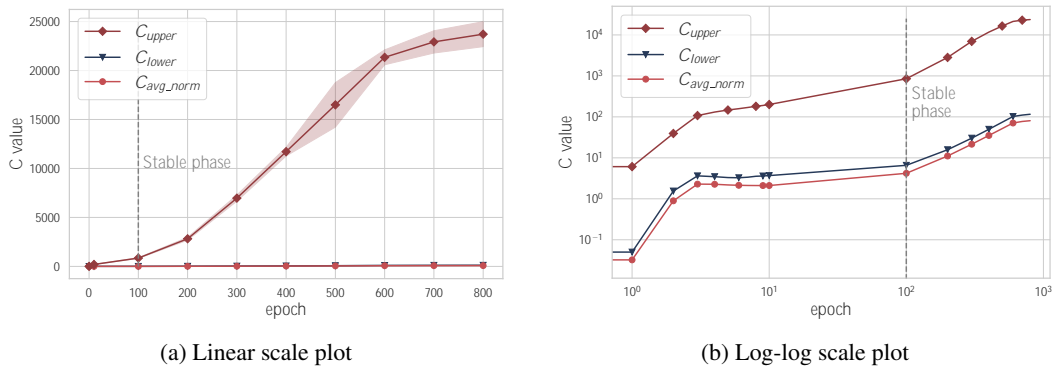 25000
20000
15000
10000
5000
0
C value
C_upper
C_lower
C_avg_norm
Stable phase
0 100 200 300 400 500 600 700 800
epoch
(a) Linear scale plot
10^4
10^3
10^2
10^1
10^0
10^-1
C value
C_upper
C_lower
C_avg_norm
Stable
phase
10^0 10^1 10^2 10^3
epoch
(b) Log-log scale plot